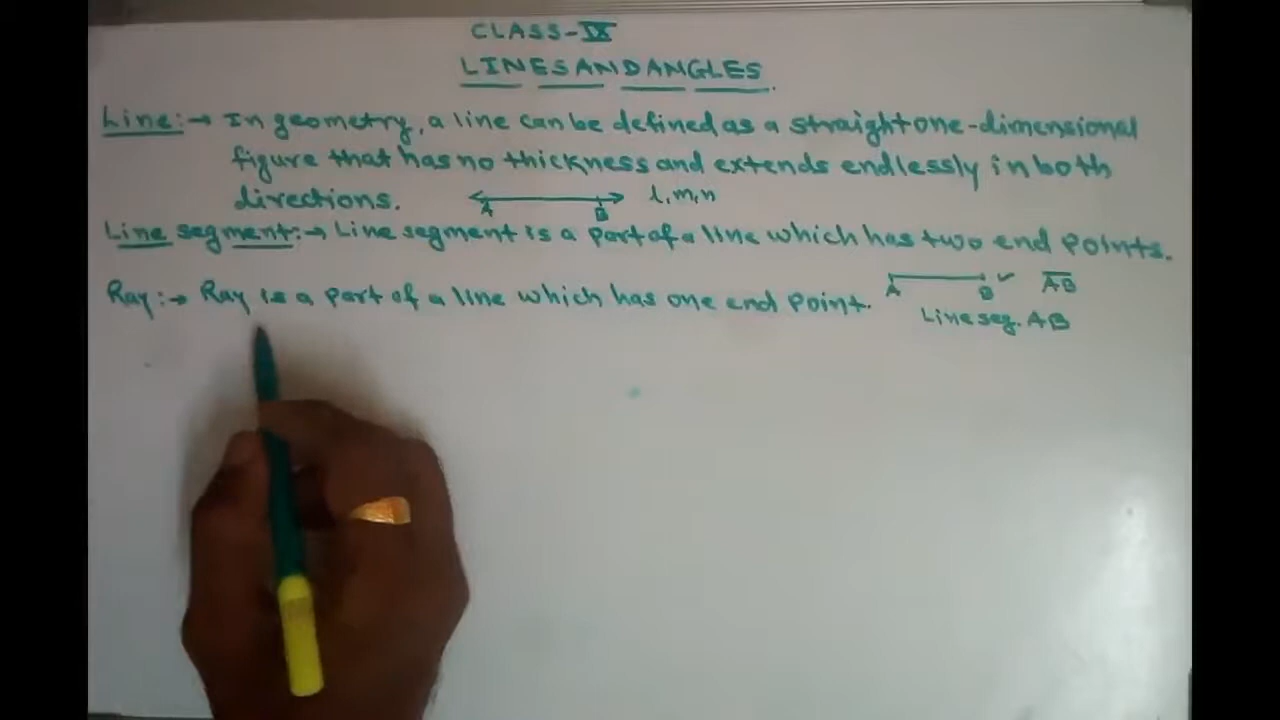 CLASS-IX
LINES AND ANGLES
Line:→ In geometry, a line can be defined as a straight one-dimensional
figure that has no thickness and extends endlessly in both
directions. A B l, m, n
Line segment:→ Line segment is a part of a line which has two end points.
A B ✓ AB
Ray:→ Ray is a part of a line which has one end point.
Line seg. AB